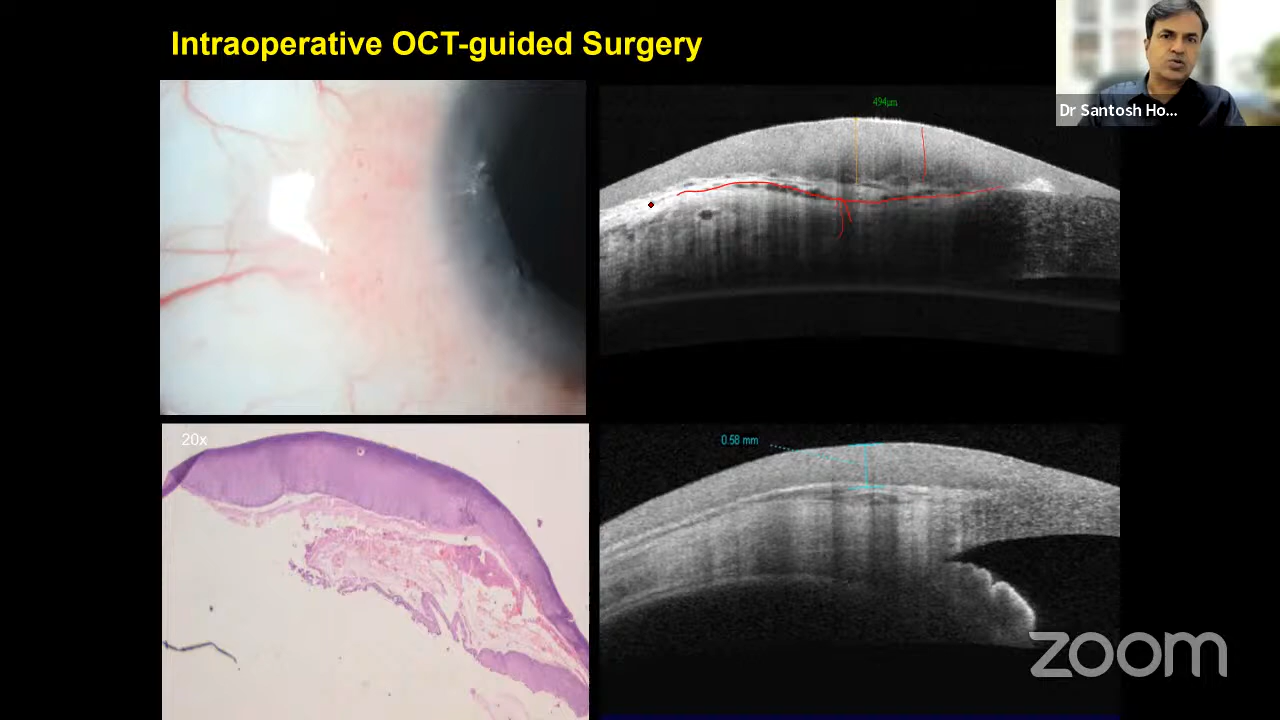 Intraoperative OCT-guided Surgery
Dr Santosh Ho...
494µm
20x
0.58 mm
zoom